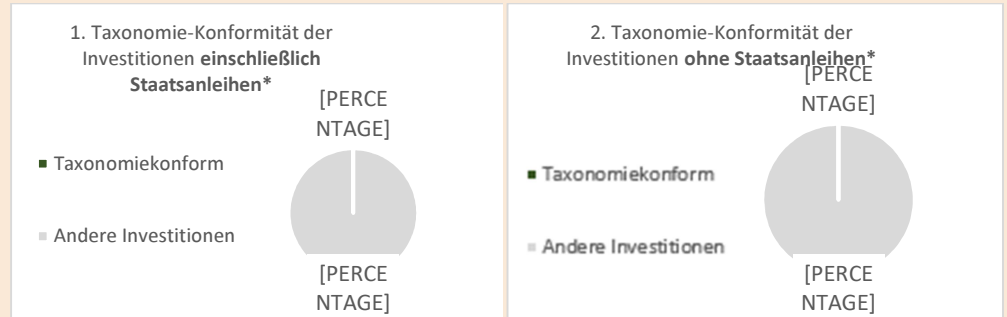 1. Taxonomie-Konformität der
Investitionen einschließlich
Staatsanleihen*
[PERCE
NTAGE]
Taxonomiekonform
Andere Investitionen
[PERCE
NTAGE]
2. Taxonomie-Konformität der
Investitionen ohne Staatsanleihen*
[PERCE
NTAGE]
Taxonomiekonform
Andere Investitionen
[PERCE
NTAGE]